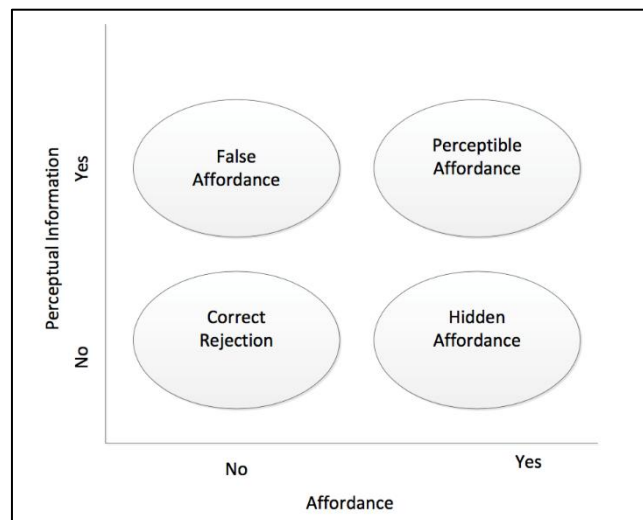 Perceptual Information
Yes
No
False
Affordance
Perceptible
Affordance
Correct
Rejection
Hidden
Affordance
No
Yes
Affordance